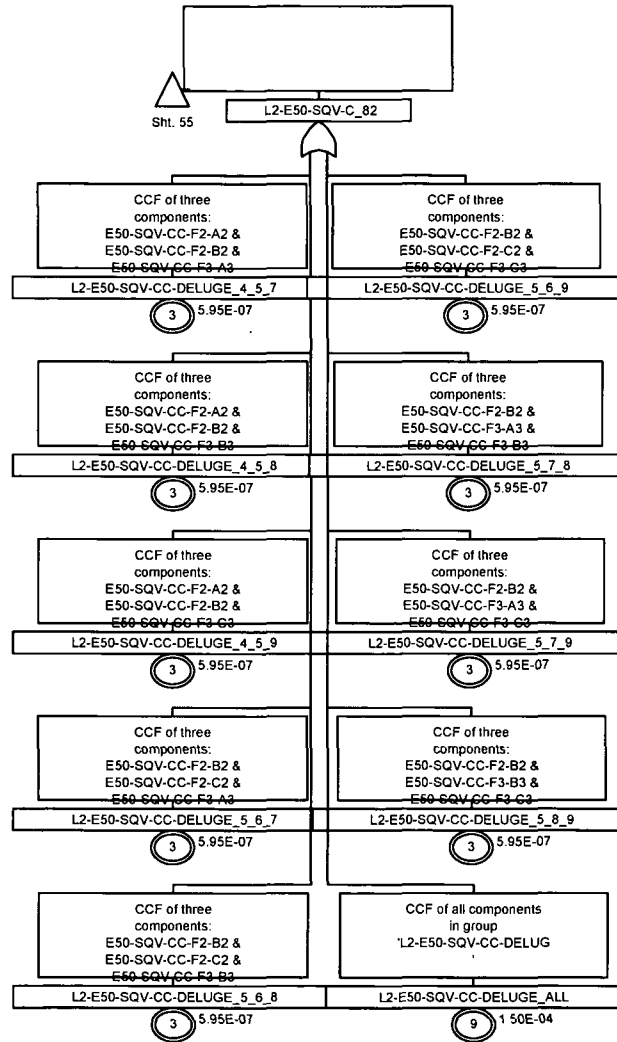 Sht. 55
L2-E50-SQV-C_82
CCF of three
components:
E50-SQV-CC-F2-A2 &
E50-SQV-CC-F2-B2 &
E50-SQV-CC-F3-A3
L2-E50-SQV-CC-DELUGE_4_5_7
3
5.95E-07
CCF of three
components:
E50-SQV-CC-F2-B2 &
E50-SQV-CC-F2-C2 &
E50-SQV-CC-F3-C3
L2-E50-SQV-CC-DELUGE_5_6_9
3
5.95E-07
CCF of three
components:
E50-SQV-CC-F2-A2 &
E50-SQV-CC-F2-B2 &
E50-SQV-CC-F3-B3
L2-E50-SQV-CC-DELUGE_4_5_8
3
5.95E-07
CCF of three
components:
E50-SQV-CC-F2-B2 &
E50-SQV-CC-F3-A3 &
E50-SQV-CC-F3-B3
L2-E50-SQV-CC-DELUGE_5_7_8
3
5.95E-07
CCF of three
components:
E50-SQV-CC-F2-A2 &
E50-SQV-CC-F2-B2 &
E50-SQV-CC-F3-C3
L2-E50-SQV-CC-DELUGE_4_5_9
3
5.95E-07
CCF of three
components:
E50-SQV-CC-F2-B2 &
E50-SQV-CC-F3-A3 &
E50-SQV-CC-F3-C3
L2-E50-SQV-CC-DELUGE_5_7_9
3
5.95E-07
CCF of three
components:
E50-SQV-CC-F2-B2 &
E50-SQV-CC-F2-C2 &
E50-SQV-CC-F3-A3
L2-E50-SQV-CC-DELUGE_5_6_7
3
5.95E-07
CCF of three
components:
E50-SQV-CC-F2-B2 &
E50-SQV-CC-F3-B3 &
E50-SQV-CC-F3-C3
L2-E50-SQV-CC-DELUGE_5_8_9
3
5.95E-07
CCF of three
components:
E50-SQV-CC-F2-B2 &
E50-SQV-CC-F2-C2 &
E50-SQV-CC-F3-B3
L2-E50-SQV-CC-DELUGE_5_6_8
3
5.95E-07
CCF of all components
in group
'L2-E50-SQV-CC-DELUG
'
L2-E50-SQV-CC-DELUGE_ALL
9
1 50E-04